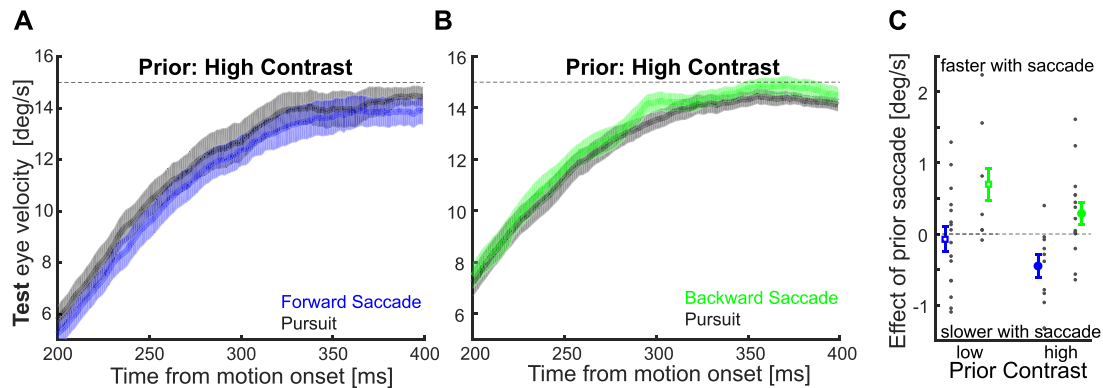 A
Prior: High Contrast
16
14
12
10
8
6
Test eye velocity [deg/s]
Forward Saccade
Pursuit
200
250
300
350
400
Time from motion onset [ms]
B
Prior: High Contrast
16
14
12
10
8
6
Backward Saccade
Pursuit
200
250
300
350
400
Time from motion onset [ms]
C
faster with saccade
2
1
0
-1
Effect of prior saccade [deg/s]
slower with saccade
low
high
Prior Contrast